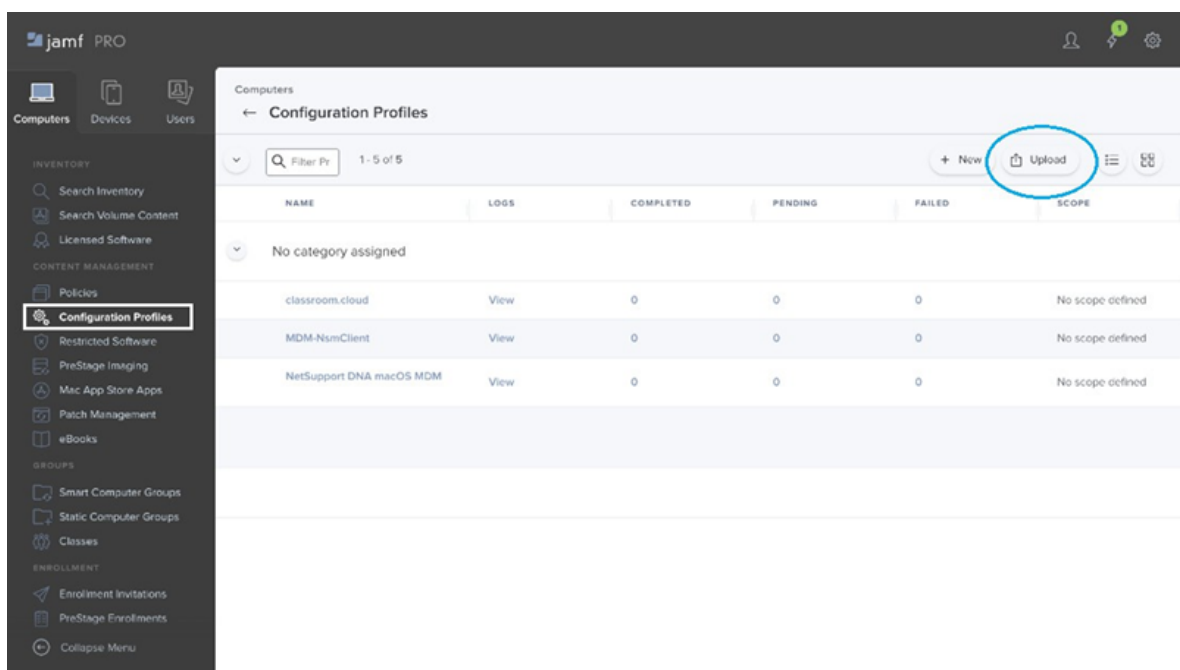 jamf PRO
1
Computers
Devices
Users
INVENTORY
Search Inventory
Search Volume Content
Licensed Software
CONTENT MANAGEMENT
Policies
Configuration Profiles
Restricted Software
PreStage Imaging
Mac App Store Apps
Patch Management
eBooks
GROUPS
Smart Computer Groups
Static Computer Groups
Classes
ENROLLMENT
Enrollment Invitations
PreStage Enrollments
Collapse Menu
Computers
← Configuration Profiles
Filter Pr 1 - 5 of 5 + New Upload
NAME LOGS COMPLETED PENDING FAILED SCOPE
No category assigned
classroom.cloud View 0 0 0 No scope defined
MDM-NsmClient View 0 0 0 No scope defined
NetSupport DNA macOS MDM View 0 0 0 No scope defined